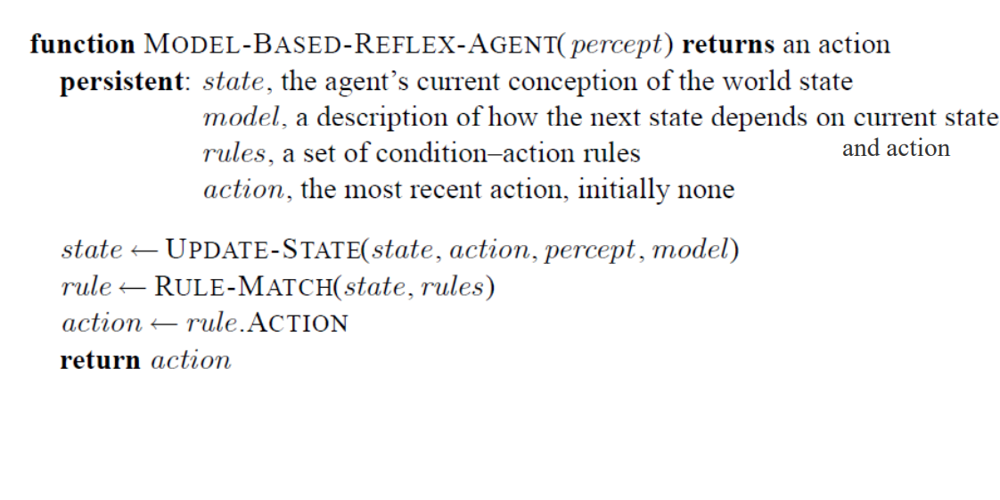 function MODEL-BASED-REFLEX-AGENT(percept) returns an action
persistent: state, the agent’s current conception of the world state
model, a description of how the next state depends on current state
and action
rules, a set of condition–action rules
action, the most recent action, initially none
state ← UPDATE-STATE(state, action, percept, model)
rule ← RULE-MATCH(state, rules)
action ← rule.ACTION
return action